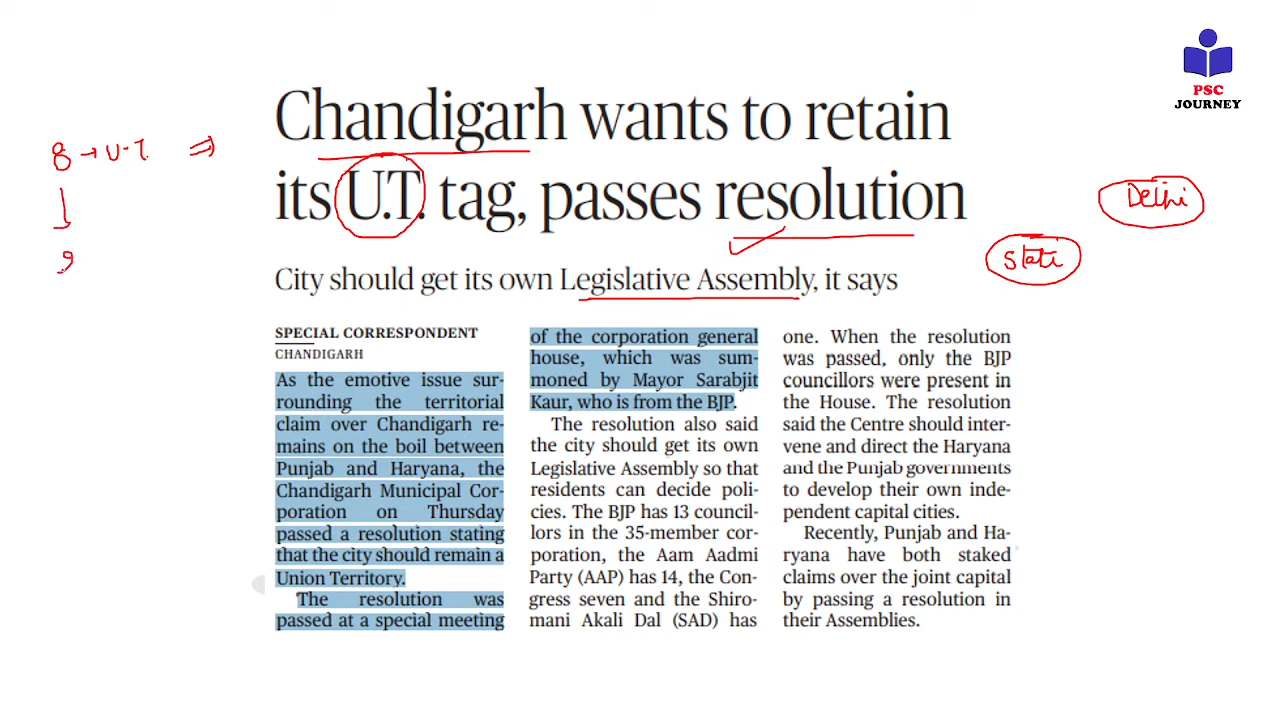 PSC
JOURNEY
Chandigarh wants to retain
its U.T. tag, passes resolution
City should get its own Legislative Assembly, it says
8 → U.T. ⇒
9
Delhi
State
SPECIAL CORRESPONDENT
CHANDIGARH
As the emotive issue sur-
rounding the territorial
claim over Chandigarh re-
mains on the boil between
Punjab and Haryana, the
Chandigarh Municipal Cor-
poration on Thursday
passed a resolution stating
that the city should remain a
Union Territory.
The resolution was
passed at a special meeting
of the corporation general
house, which was sum-
moned by Mayor Sarabjit
Kaur, who is from the BJP.
The resolution also said
the city should get its own
Legislative Assembly so that
residents can decide poli-
cies. The BJP has 13 council-
lors in the 35-member cor-
poration, the Aam Aadmi
Party (AAP) has 14, the Con-
gress seven and the Shiro-
mani Akali Dal (SAD) has
one. When the resolution
was passed, only the BJP
councillors were present in
the House. The resolution
said the Centre should inter-
vene and direct the Haryana
and the Punjab governments
to develop their own inde-
pendent capital cities.
Recently, Punjab and Ha-
ryana have both staked
claims over the joint capital
by passing a resolution in
their Assemblies.